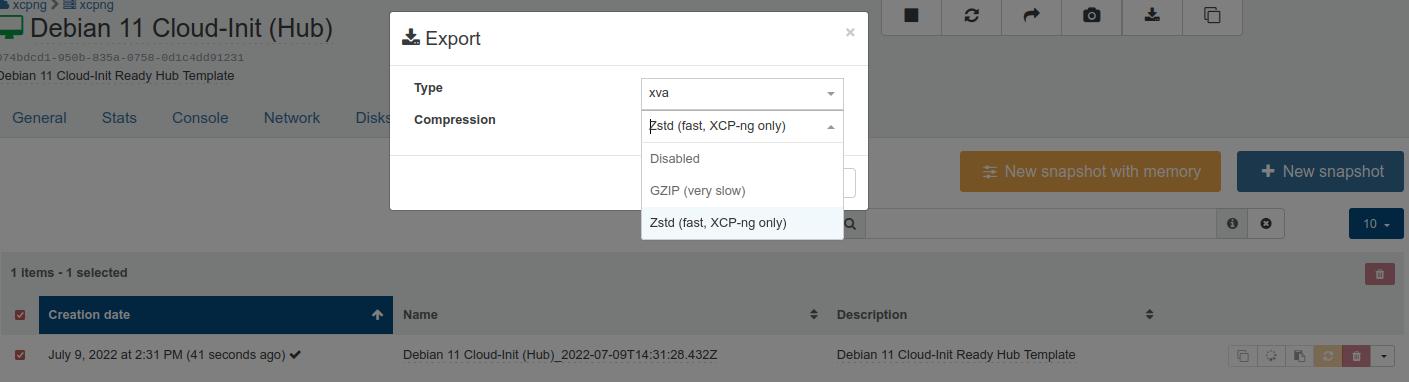 xcpng > xcpng
Debian 11 Cloud-Init (Hub)
074bdcd1-950b-835a-0758-0d1c4dd91231
Debian 11 Cloud-Init Ready Hub Template
General Stats Console Network Disks
Export ×
Type xva
Compression Zstd (fast, XCP-ng only)
Disabled
GZIP (very slow)
Zstd (fast, XCP-ng only)
New snapshot with memory New snapshot
10
1 items - 1 selected
Creation date Name Description
July 9, 2022 at 2:31 PM (41 seconds ago) Debian 11 Cloud-Init (Hub)_2022-07-09T14:31:28.432Z Debian 11 Cloud-Init Ready Hub Template